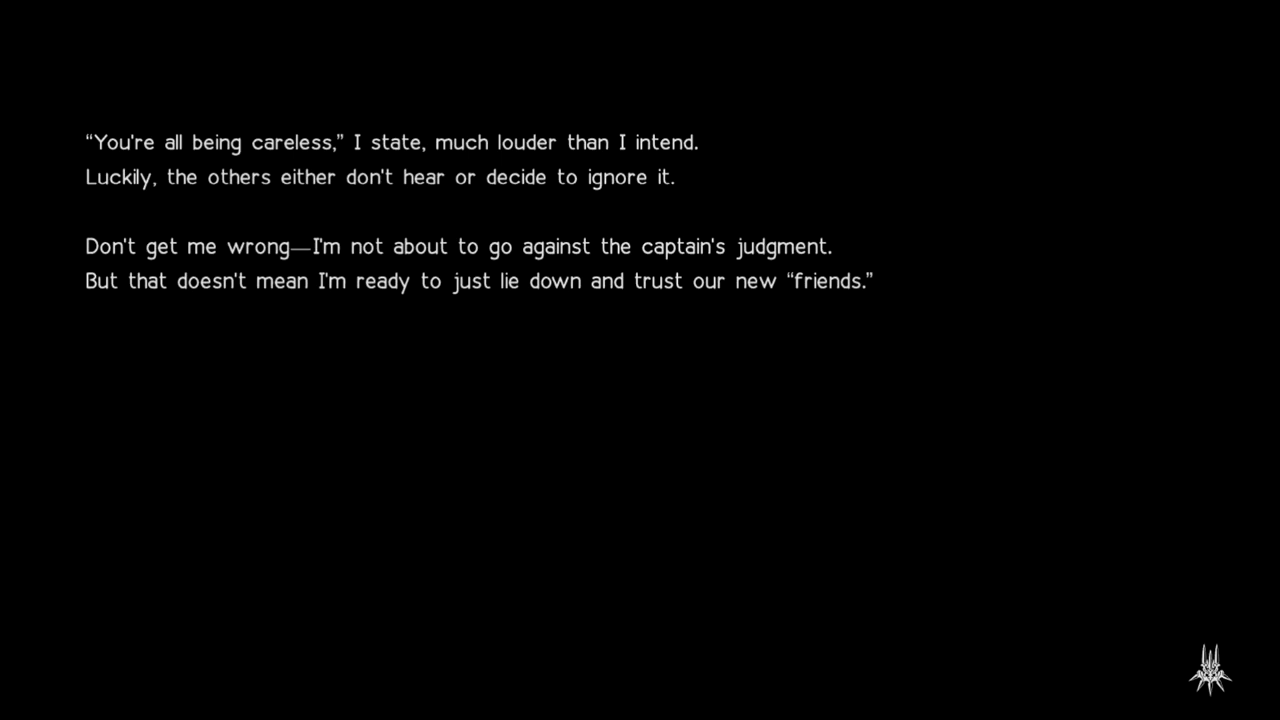 “You're all being careless,” I state, much louder than I intend.
Luckily, the others either don't hear or decide to ignore it.
Don't get me wrong—I'm not about to go against the captain's judgment.
But that doesn't mean I'm ready to just lie down and trust our new “friends.”